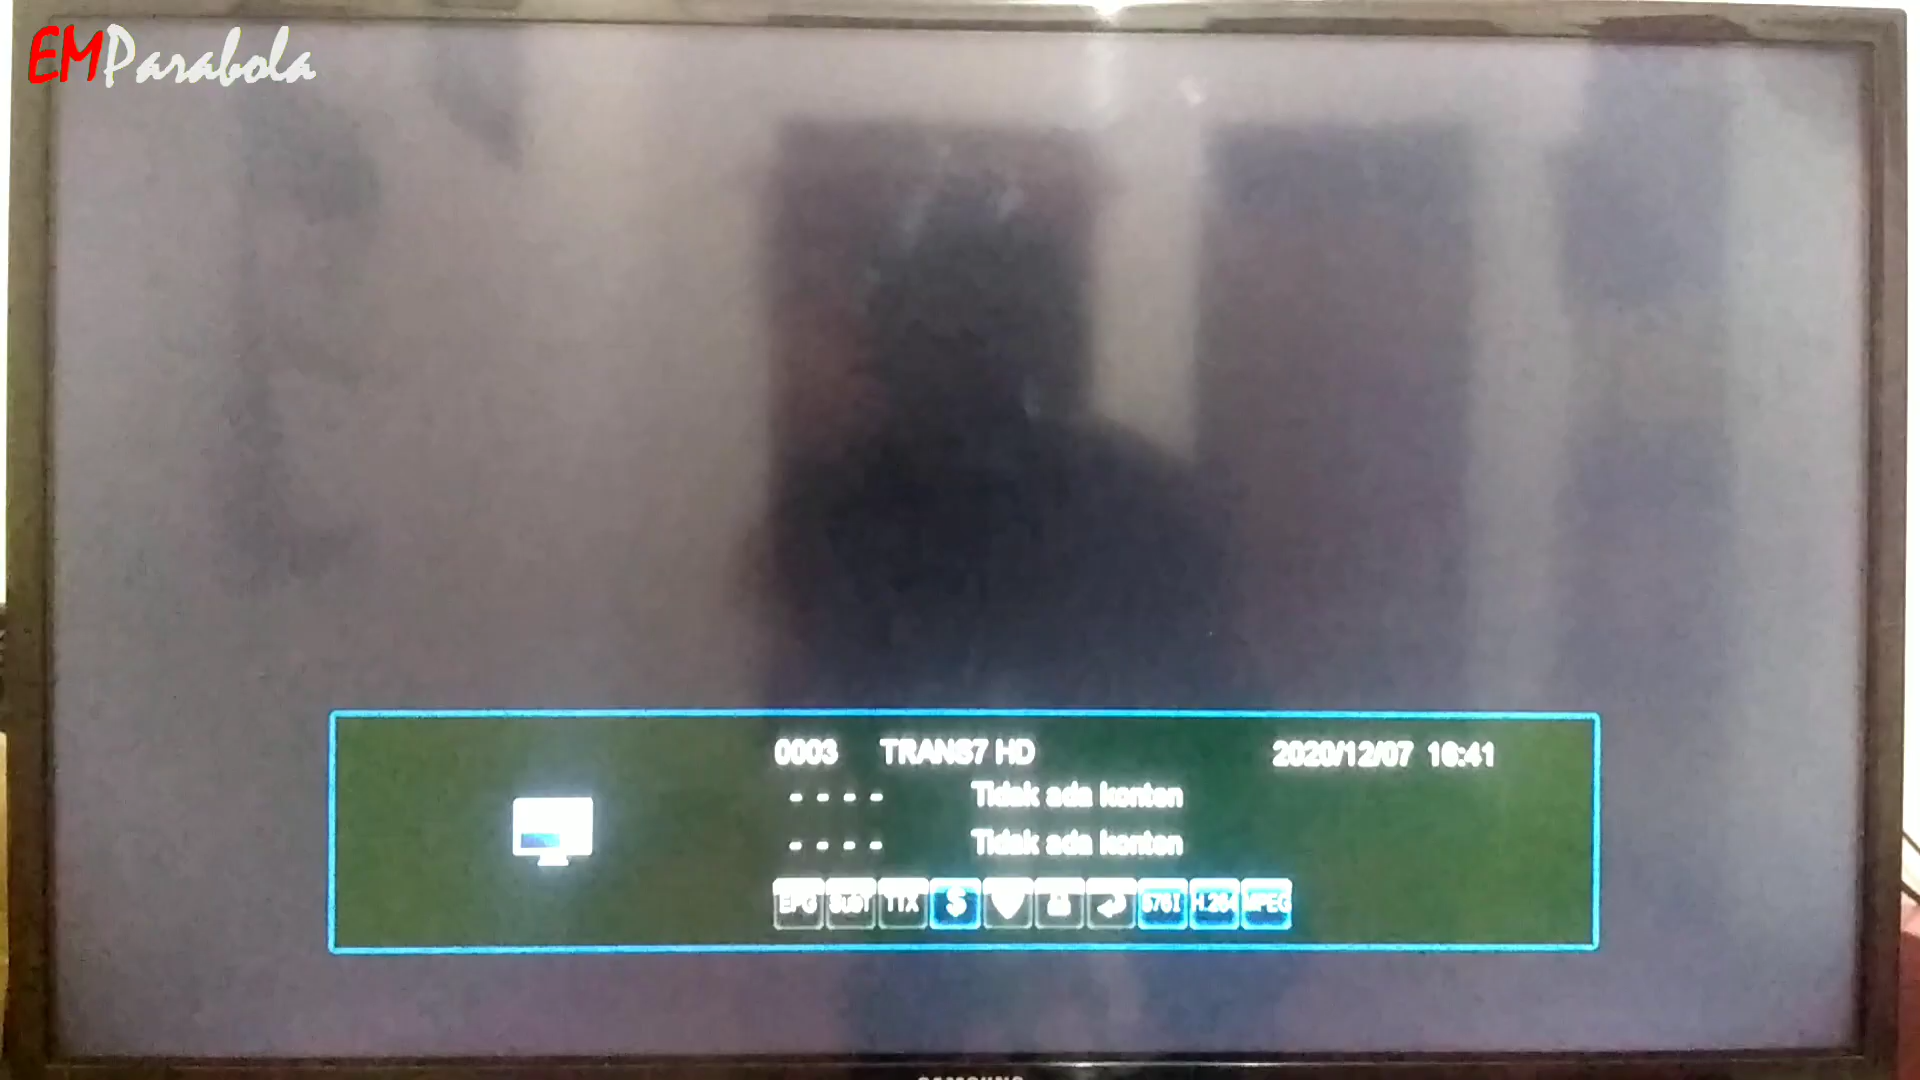 EMParabola
0003 TRANS7 HD 2020/12/07 16:41
- - - - Tidak ada konten
- - - - Tidak ada konten
EPG SubT TTX $ 576I H.264 MPEG
SAMSUNG